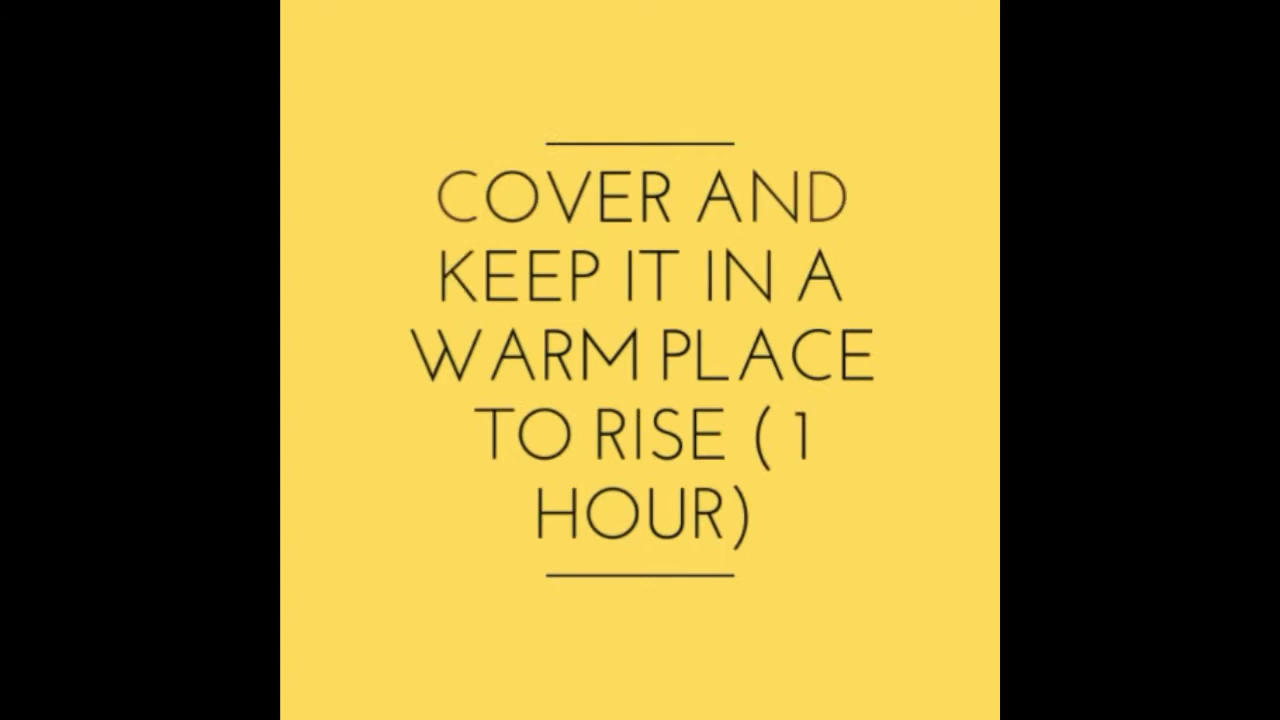 COVER AND
KEEP IT IN A
WARM PLACE
TO RISE ( 1
HOUR)